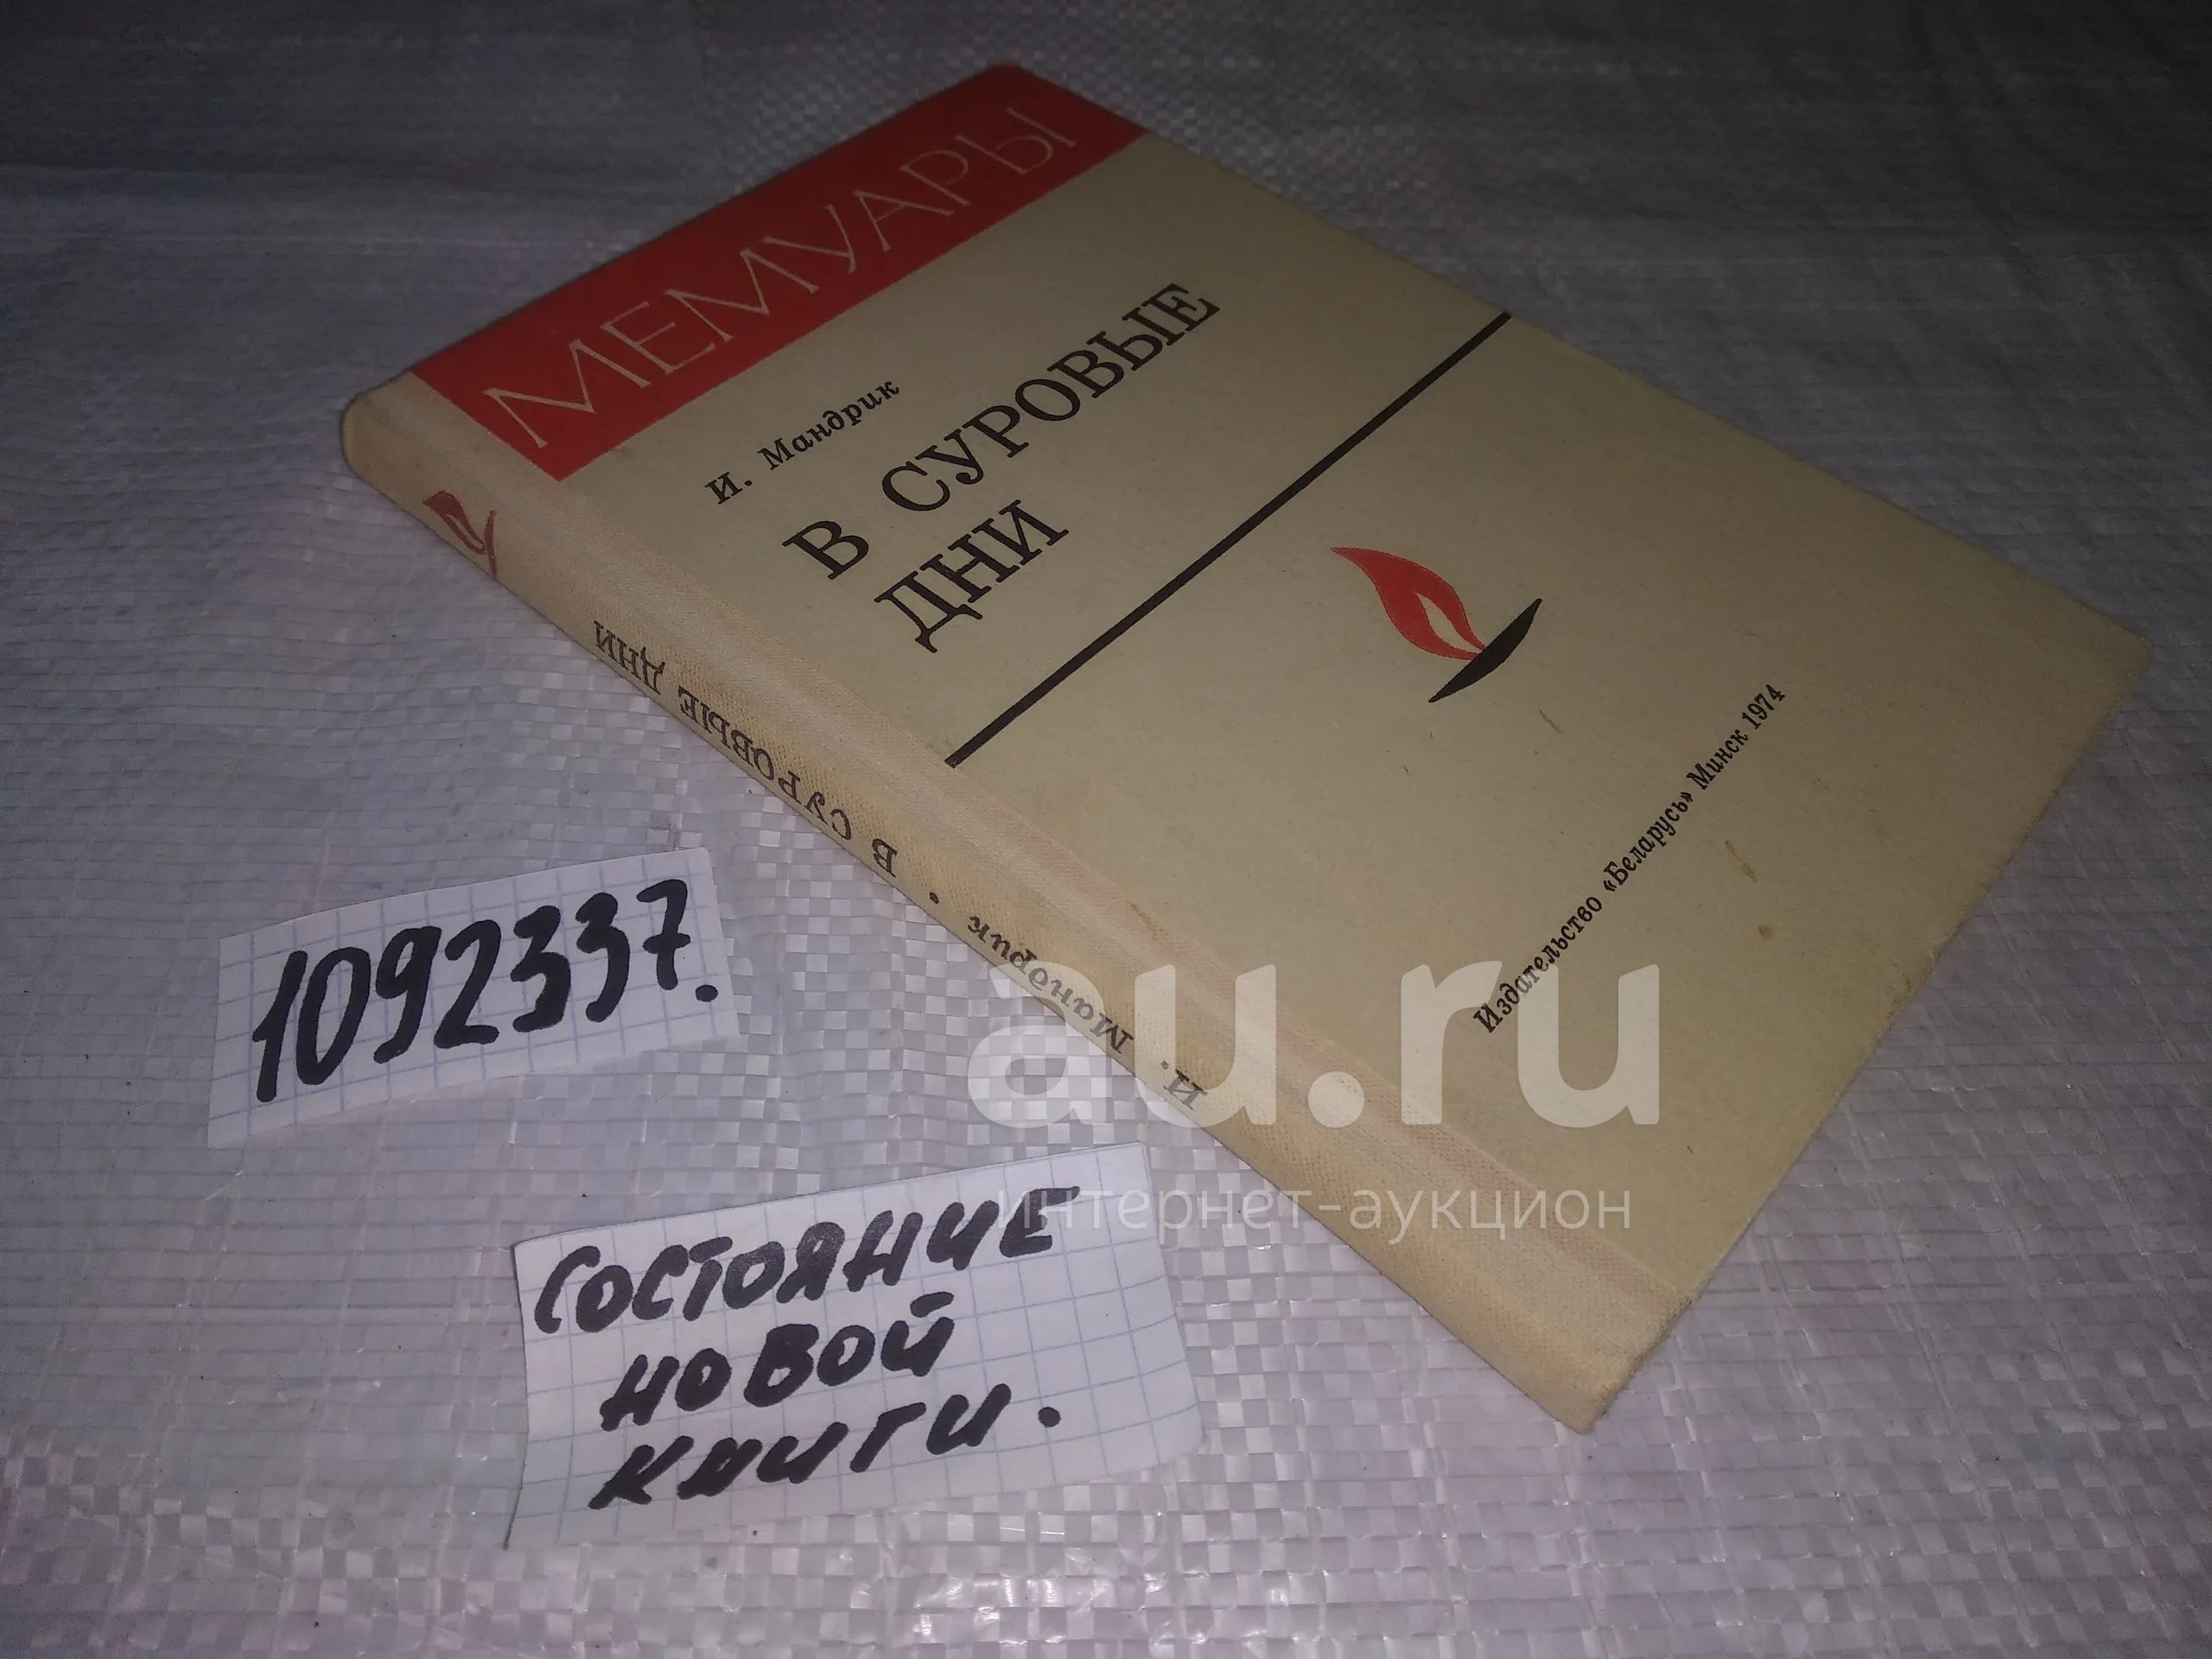 МЕМУАРЫ
И. Мандрик
В СУРОВЫЕ
ДНИ
Издательство «Беларусь» Минск 1974
И. Мандрик • В СУРОВЫЕ ДНИ
1092337.
au.ru
интернет-аукцион
СОСТОЯНИЕ
НОВОЙ
КНИГИ.